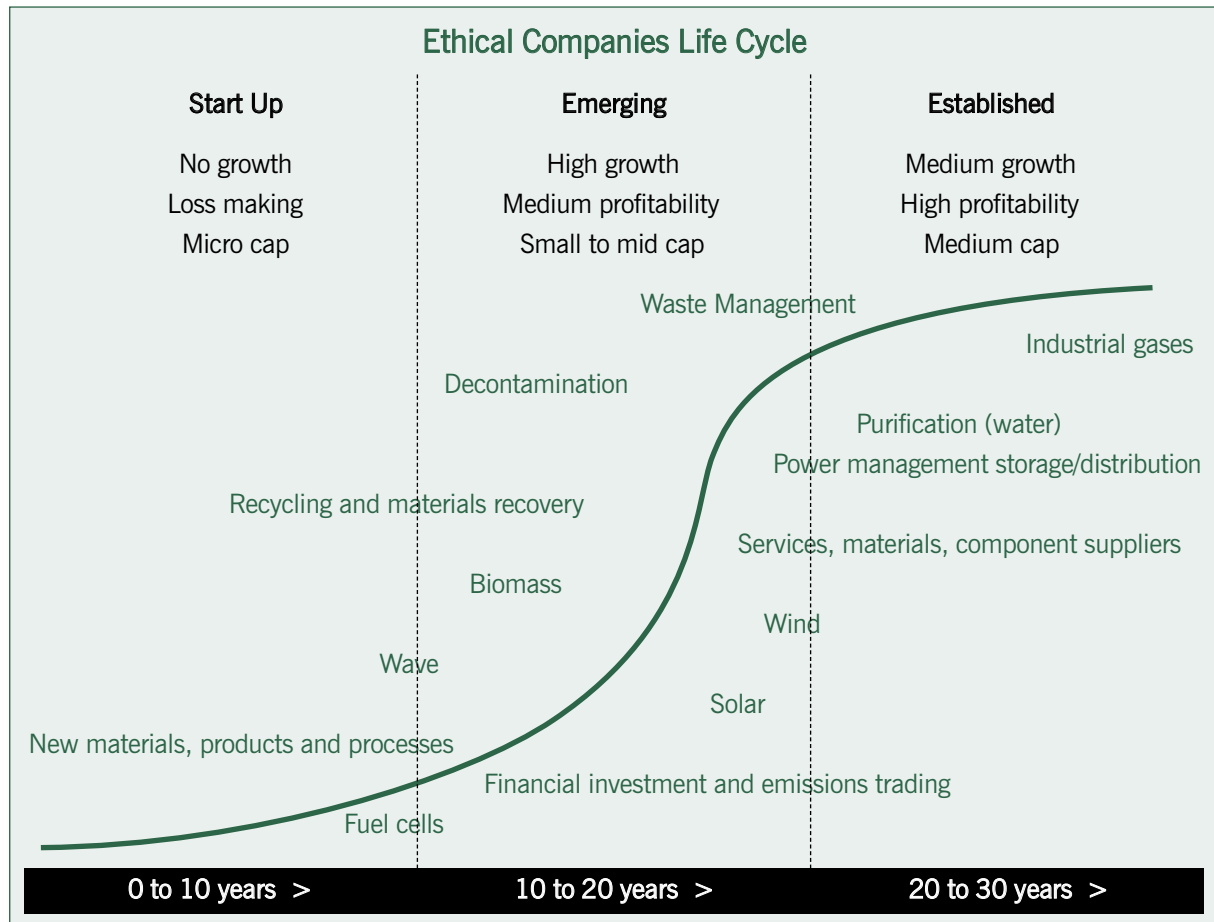 Ethical Companies Life Cycle
Start Up
Emerging
Established
No growth
High growth
Medium growth
Loss making
Medium profitability
High profitability
Micro cap
Small to mid cap
Medium cap
Waste Management
Industrial gases
Decontamination
Purification (water)
Power management storage/distribution
Recycling and materials recovery
Services, materials, component suppliers
Biomass
Wind
Wave
Solar
New materials, products and processes
Financial investment and emissions trading
Fuel cells
0 to 10 years >
10 to 20 years >
20 to 30 years >